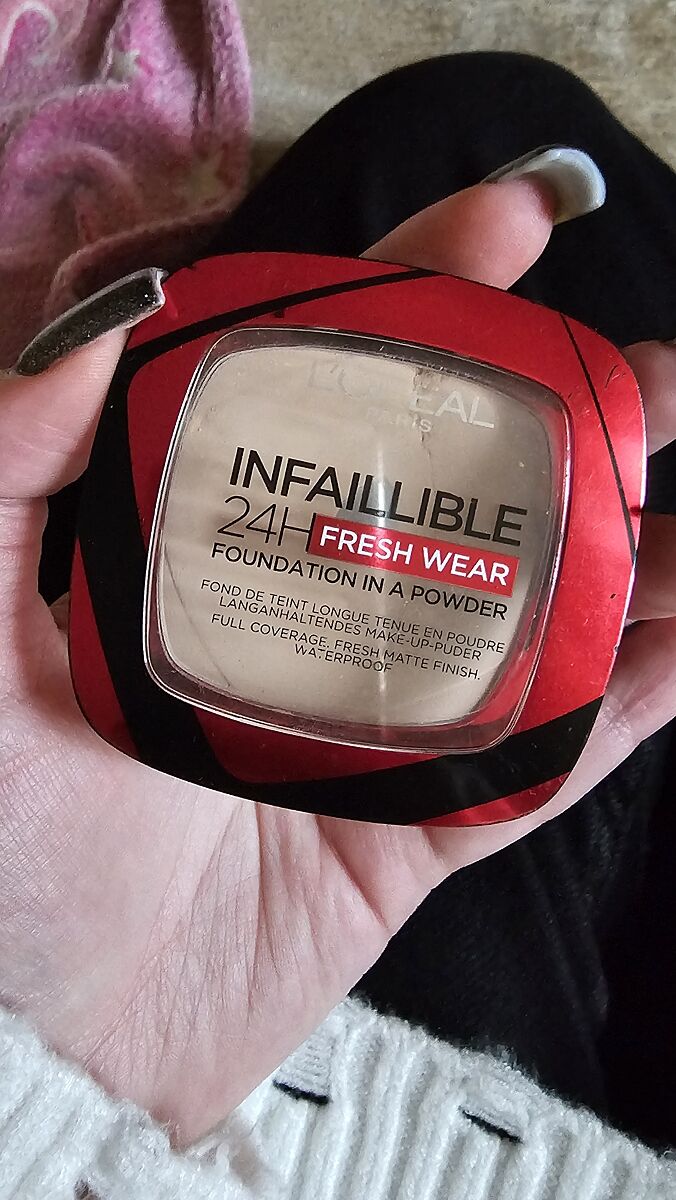 L'ORÉAL
PARIS
INFAILLIBLE
24H FRESH WEAR
FOUNDATION IN A POWDER
FOND DE TEINT LONGUE TENUE EN POUDRE
LANGANHALTENDES MAKE-UP-PUDER
FULL COVERAGE. FRESH MATTE FINISH.
WATERPROOF